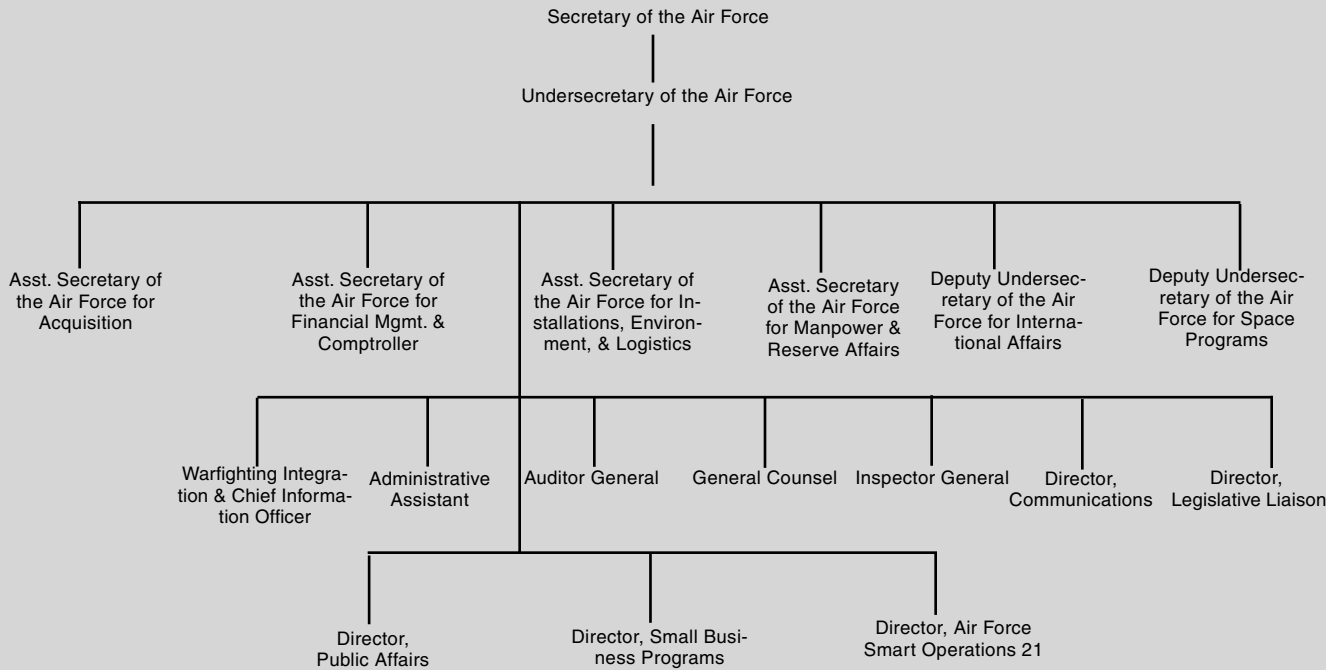 Secretary of the Air Force
Undersecretary of the Air Force
Asst. Secretary of
the Air Force for
Acquisition
Asst. Secretary of
the Air Force for
Financial Mgmt. &
Comptroller
Asst. Secretary of
the Air Force for In-
stallations, Environ-
ment, & Logistics
Asst. Secretary
of the Air Force
for Manpower &
Reserve Affairs
Deputy Undersec-
retary of the Air
Force for Interna-
tional Affairs
Deputy Undersec-
retary of the Air
Force for Space
Programs
Warfighting Integra-
tion & Chief Informa-
tion Officer
Administrative
Assistant
Auditor General
General Counsel
Inspector General
Director,
Communications
Director,
Legislative Liaison
Director,
Public Affairs
Director, Small Busi-
ness Programs
Director, Air Force
Smart Operations 21